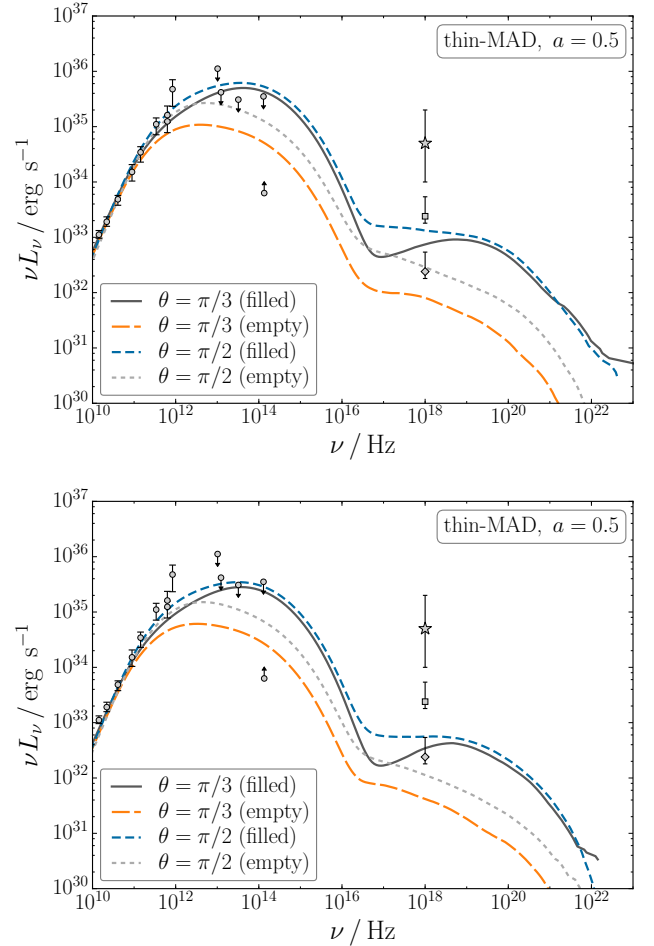 thin-MAD, a = 0.5
10^37
10^36
10^35
10^34
10^33
10^32
10^31
10^30
νL_ν / erg s^−1
θ = π/3 (filled)
θ = π/3 (empty)
θ = π/2 (filled)
θ = π/2 (empty)
10^10 10^12 10^14 10^16 10^18 10^20 10^22
ν / Hz
thin-MAD, a = 0.5
10^37
10^36
10^35
10^34
10^33
10^32
10^31
10^30
νL_ν / erg s^−1
θ = π/3 (filled)
θ = π/3 (empty)
θ = π/2 (filled)
θ = π/2 (empty)
10^10 10^12 10^14 10^16 10^18 10^20 10^22
ν / Hz